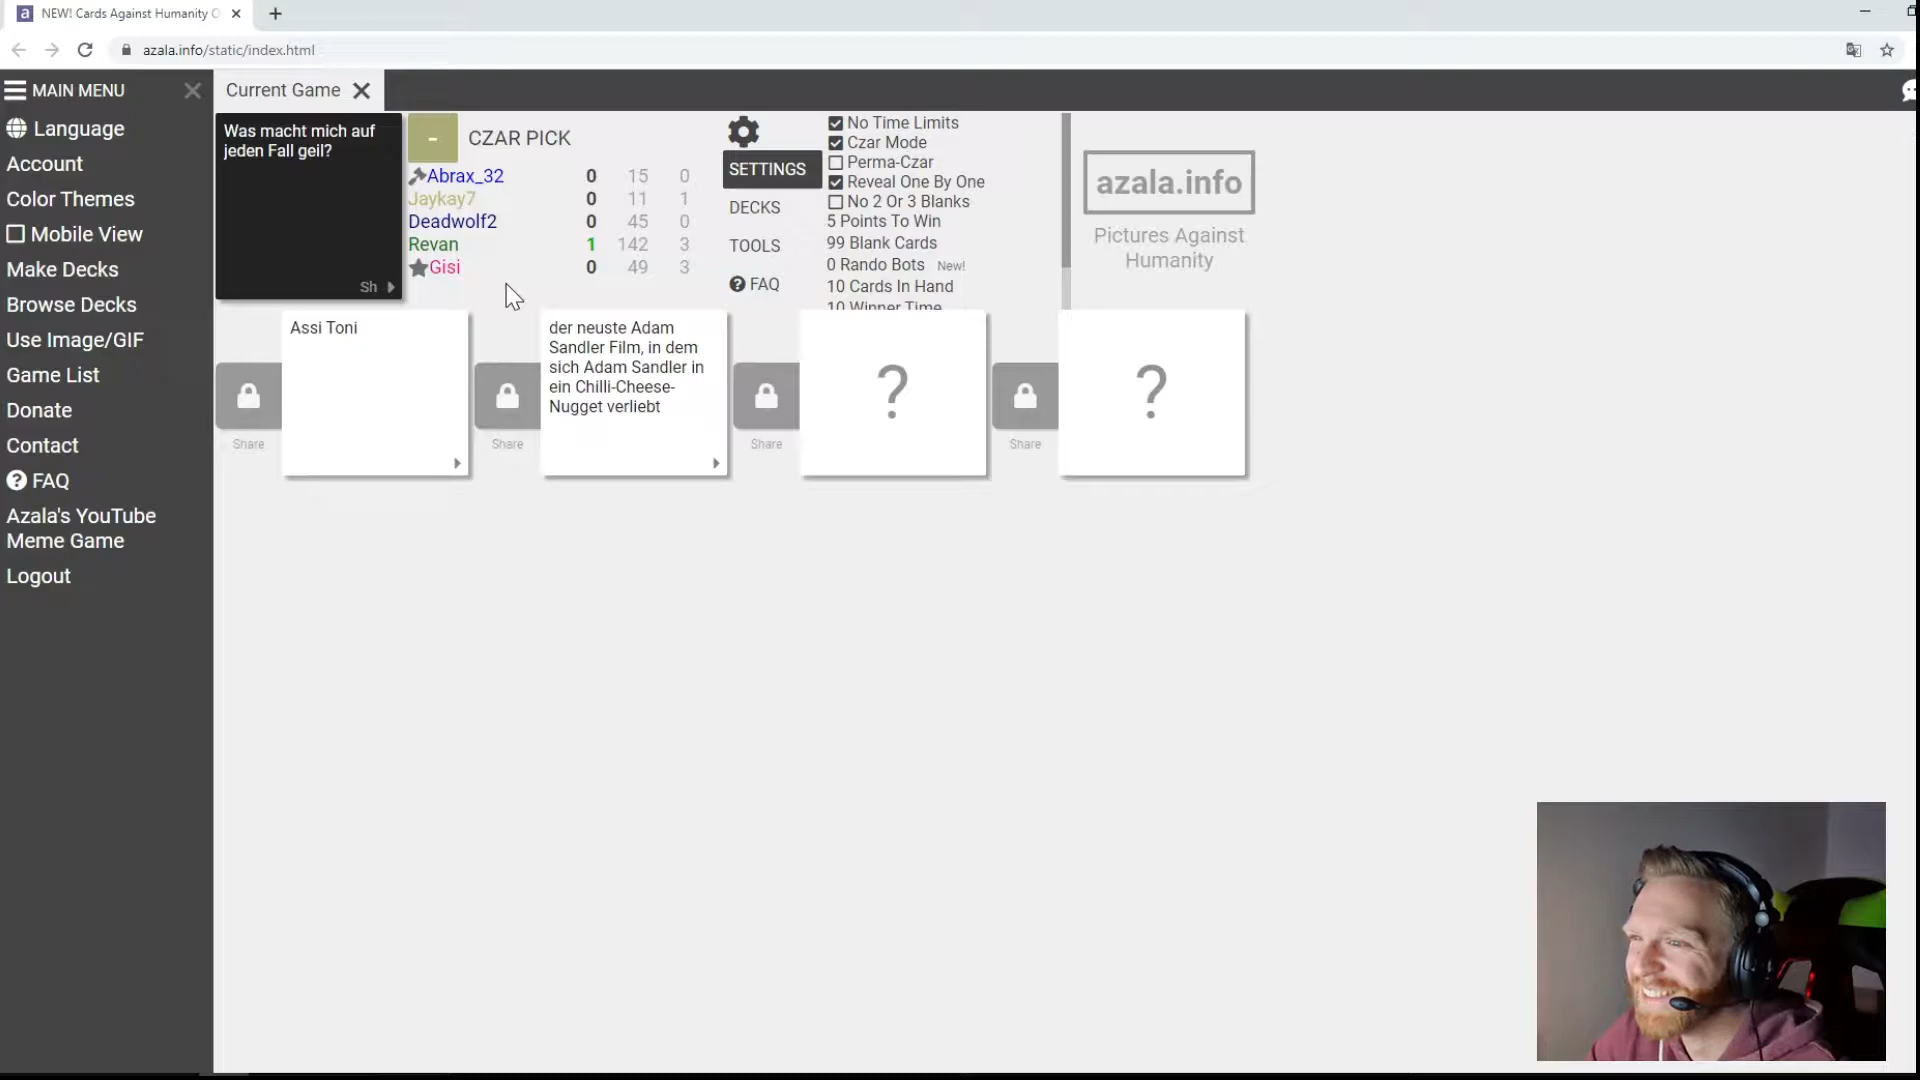 NEW! Cards Against Humanity O
azala.info/static/index.html
MAIN MENU
Current Game
Language
Account
Color Themes
Mobile View
Make Decks
Browse Decks
Use Image/GIF
Game List
Donate
Contact
FAQ
Azala's YouTube
Meme Game
Logout
Was macht mich auf
jeden Fall geil?
Sh
- CZAR PICK
Abrax_32 0 15 0
Jaykay7 0 11 1
Deadwolf2 0 45 0
Revan 1 142 3
Gisi 0 49 3
SETTINGS
DECKS
TOOLS
FAQ
No Time Limits
Czar Mode
Perma-Czar
Reveal One By One
No 2 Or 3 Blanks
5 Points To Win
99 Blank Cards
0 Rando Bots New!
10 Cards In Hand
10 Winner Time
azala.info
Pictures Against
Humanity
Share
Assi Toni
Share
der neuste Adam
Sandler Film, in dem
sich Adam Sandler in
ein Chilli-Cheese-
Nugget verliebt
Share
?
Share
?